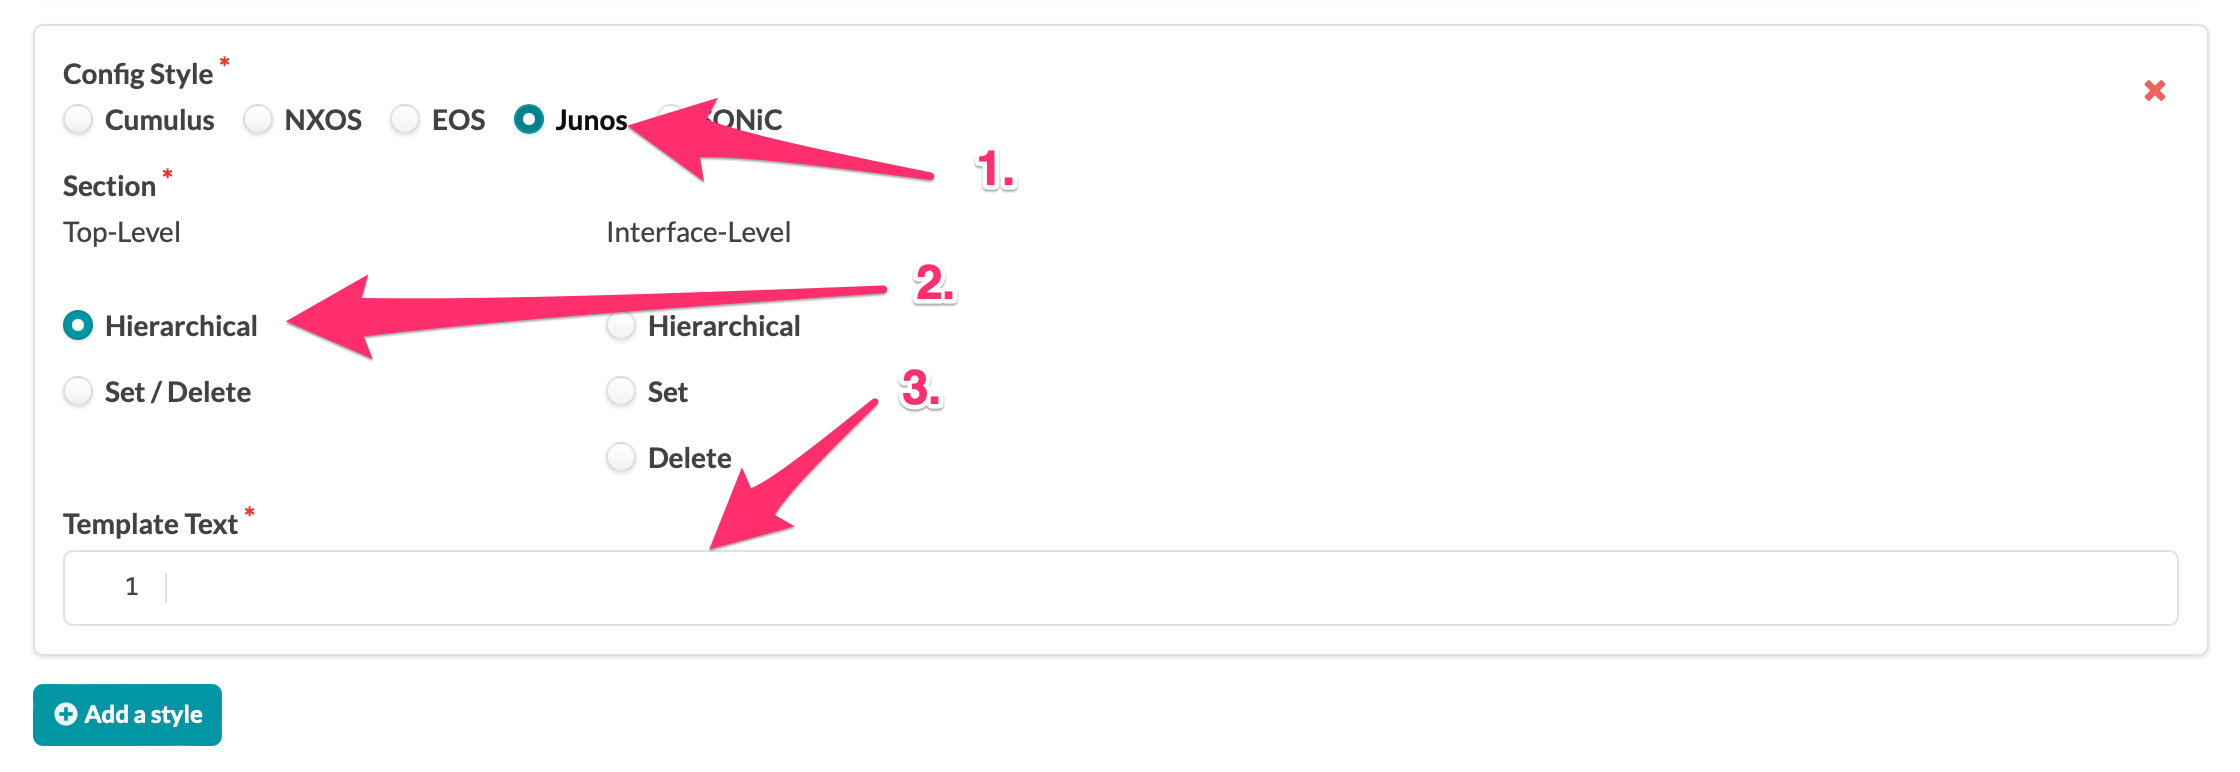 Config Style *
Cumulus NXOS EOS Junos ONiC
1.
Section *
Top-Level Interface-Level
2.
Hierarchical Hierarchical
Set / Delete Set
3.
Delete
Template Text *
1
Add a style